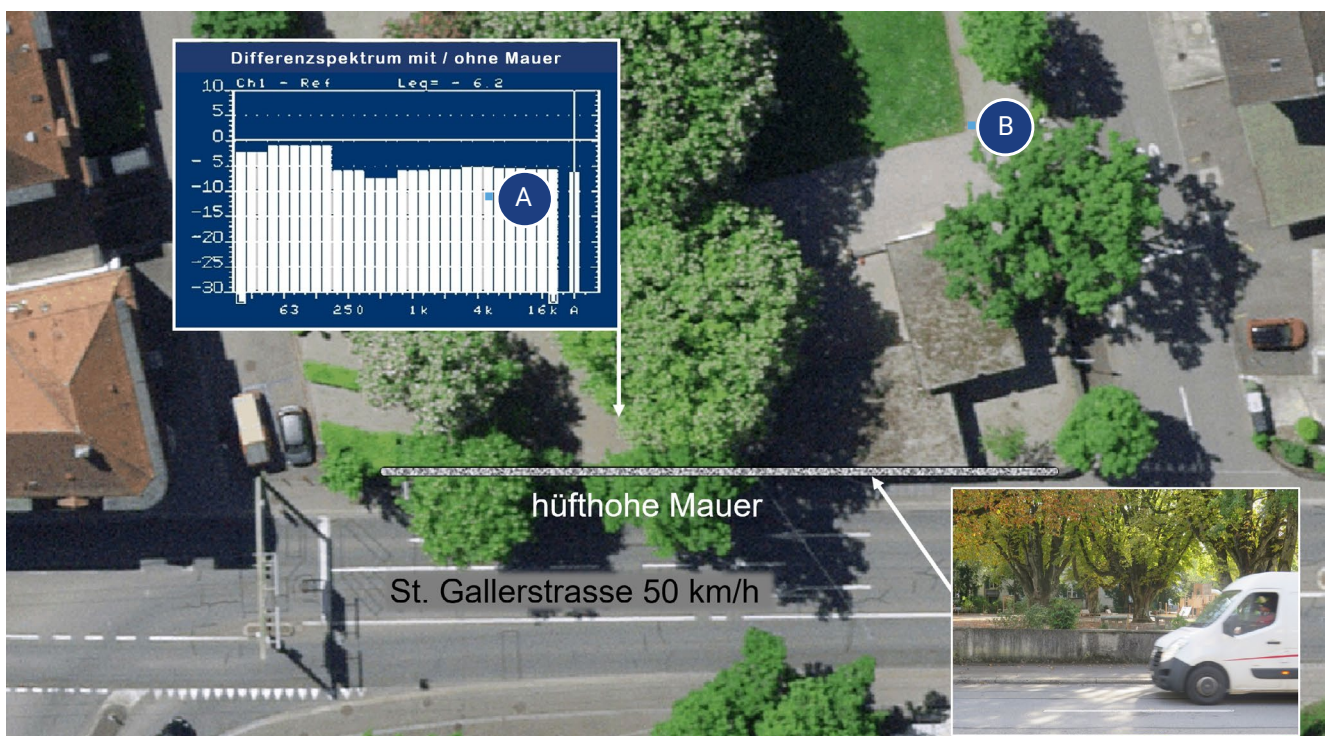 Differenzspektrum mit / ohne Mauer
Ch1 - Ref Leq= - 6.2
10
5
0
- 5
-10
-15
-20
-25
-30
L U
63 250 1k 4k 16k A
A
B
hüfthohe Mauer
St. Gallerstrasse 50 km/h